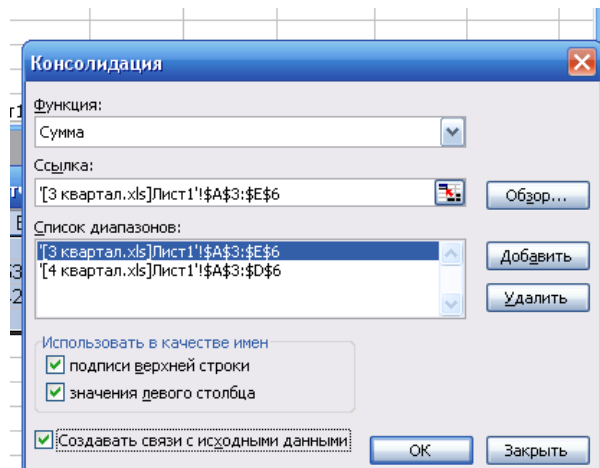 Консолидация
Функция:
Сумма
Ссылка:
'[3 квартал.xls]Лист1'!$A$3:$E$6
Обзор...
Список диапазонов:
'[3 квартал.xls]Лист1'!$A$3:$E$6
'[4 квартал.xls]Лист1'!$A$3:$D$6
Добавить
Удалить
Использовать в качестве имен
подписи верхней строки
значения левого столбца
Создавать связи с исходными данными
ОК
Закрыть